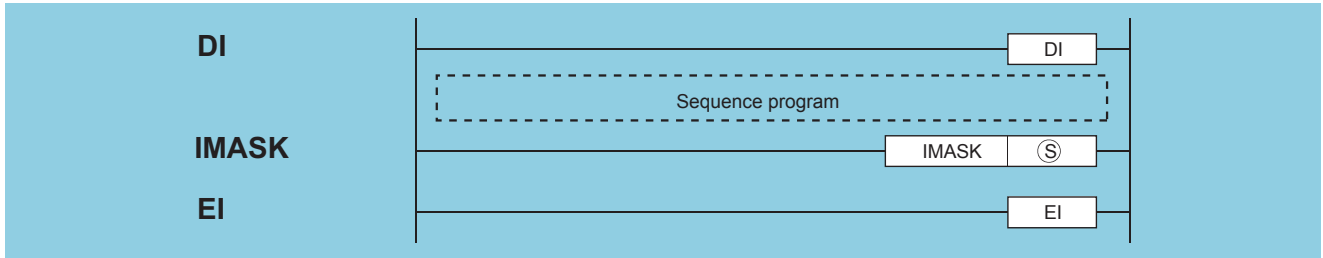 DI DI
Sequence program
IMASK IMASK Ⓢ
EI EI